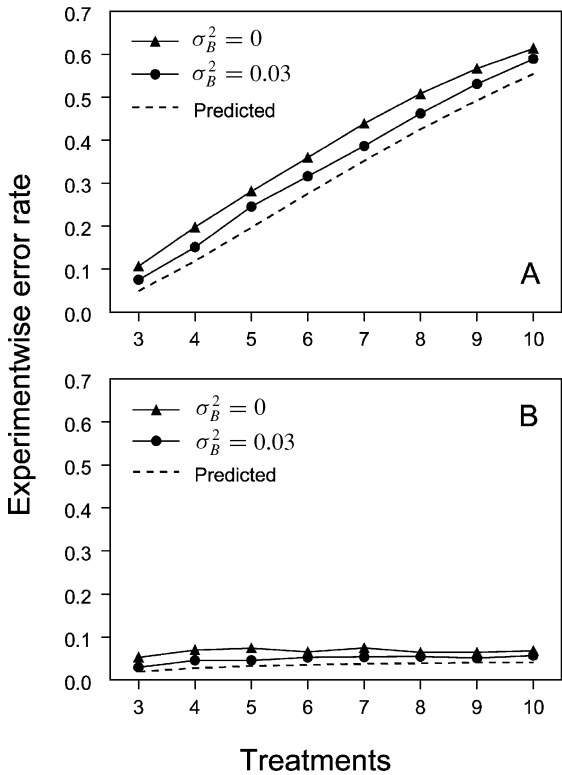 0.7
σ_B^2 = 0
0.6
σ_B^2 = 0.03
0.5
Predicted
0.4
0.3
0.2
0.1
A
0.0
3 4 5 6 7 8 9 10
Experimentwise error rate
0.7
σ_B^2 = 0
B
0.6
σ_B^2 = 0.03
0.5
Predicted
0.4
0.3
0.2
0.1
0.0
3 4 5 6 7 8 9 10
Treatments